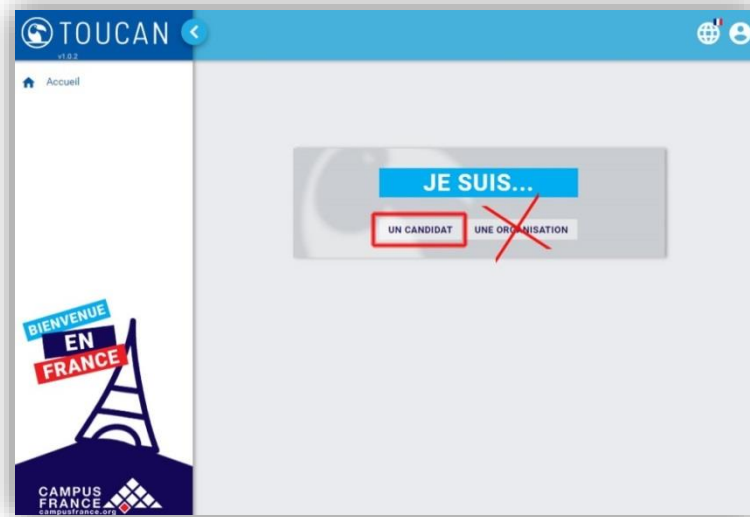 TOUCAN
v1.0.2
Accueil
JE SUIS...
UN CANDIDAT
UNE ORGANISATION
BIENVENUE
EN
FRANCE
CAMPUS
FRANCE
campusfrance.org